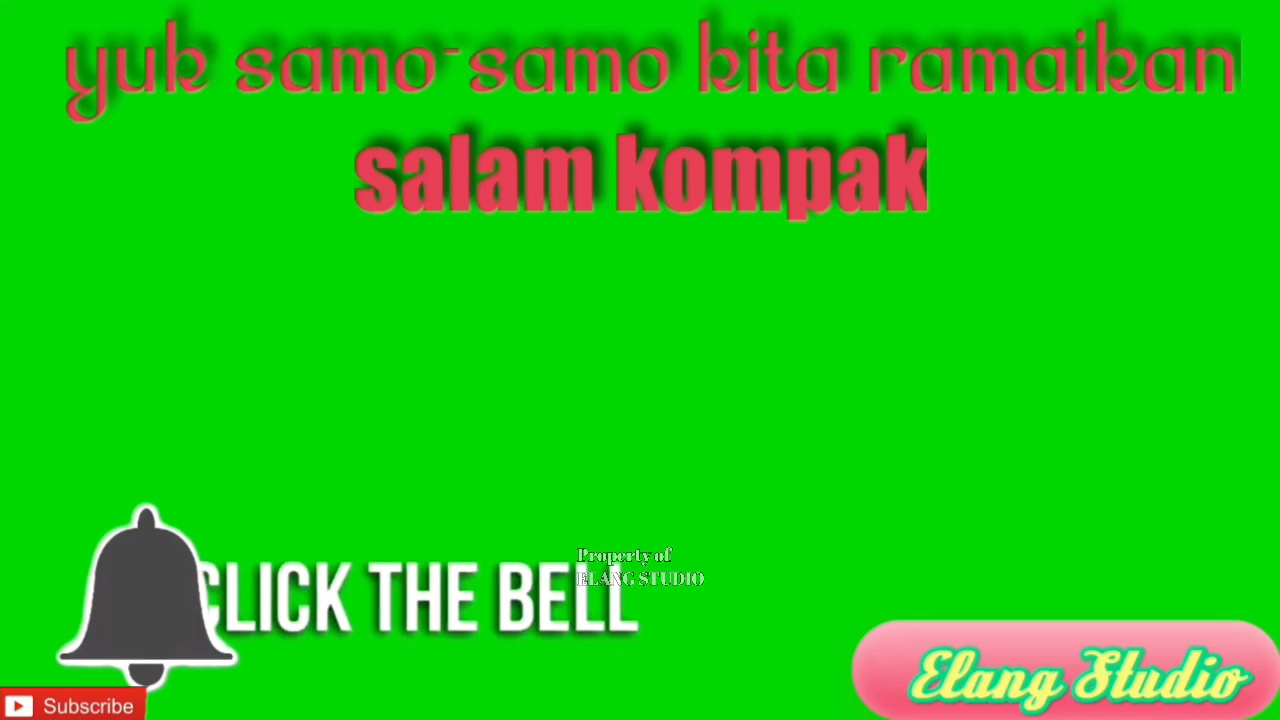 yuk samo-samo kita ramaikan
salam kompak
Property of
ELANG STUDIO
CLICK THE BELL
Elang Studio
Subscribe